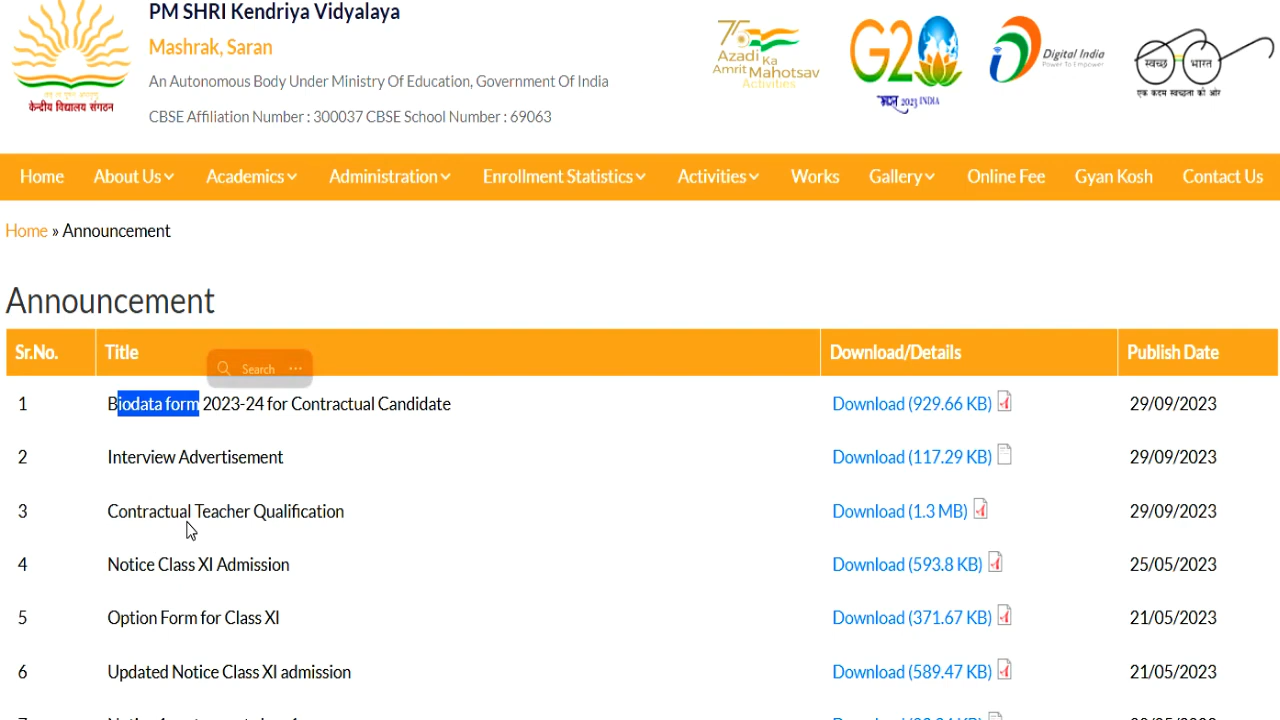 PM SHRI Kendriya Vidyalaya
Mashrak, Saran
An Autonomous Body Under Ministry Of Education, Government Of India
CBSE Affiliation Number : 300037 CBSE School Number : 69063
केन्द्रीय विद्यालय संगठन
75
Azadi Ka
Amrit Mahotsav
Activities
G20
भारत 2023 INDIA
Digital India
Power To Empower
स्वच्छ भारत
एक कदम स्वच्छता की ओर
Home About Us Academics Administration Enrollment Statistics Activities Works Gallery Online Fee Gyan Kosh Contact Us
Home » Announcement
Announcement
Sr.No. Title Download/Details Publish Date
Search ...
1 Biodata form 2023-24 for Contractual Candidate Download (929.66 KB) 29/09/2023
2 Interview Advertisement Download (117.29 KB) 29/09/2023
3 Contractual Teacher Qualification Download (1.3 MB) 29/09/2023
4 Notice Class XI Admission Download (593.8 KB) 25/05/2023
5 Option Form for Class XI Download (371.67 KB) 21/05/2023
6 Updated Notice Class XI admission Download (589.47 KB) 21/05/2023